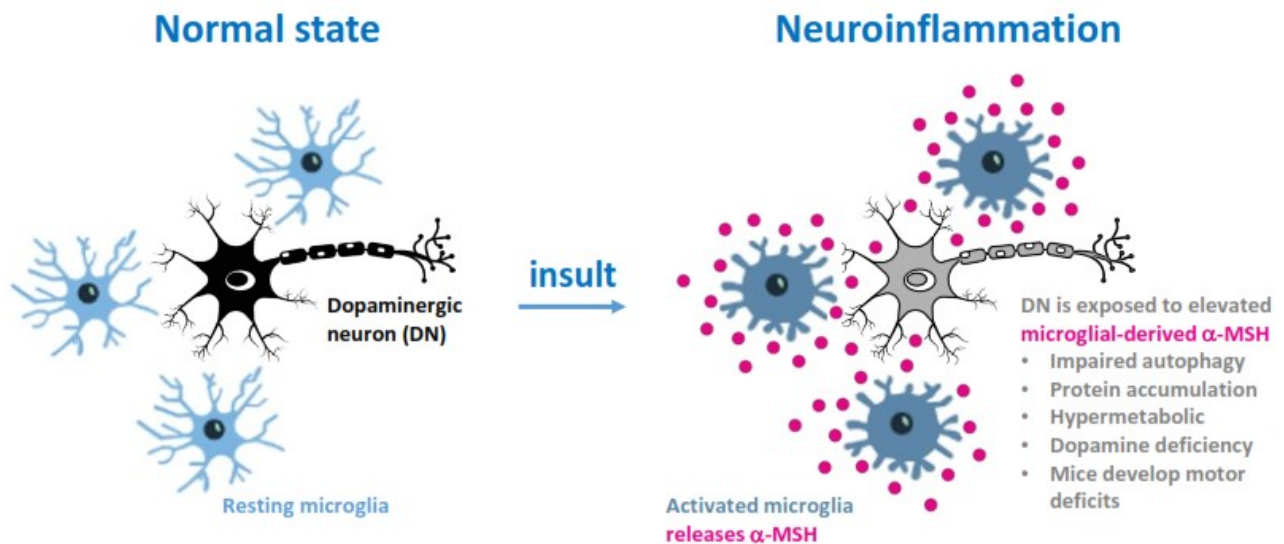 Normal state
Neuroinflammation
Dopaminergic
neuron (DN)
Resting microglia
insult
DN is exposed to elevated
microglial-derived α-MSH
• Impaired autophagy
• Protein accumulation
• Hypermetabolic
• Dopamine deficiency
• Mice develop motor
deficits
Activated microglia
releases α-MSH